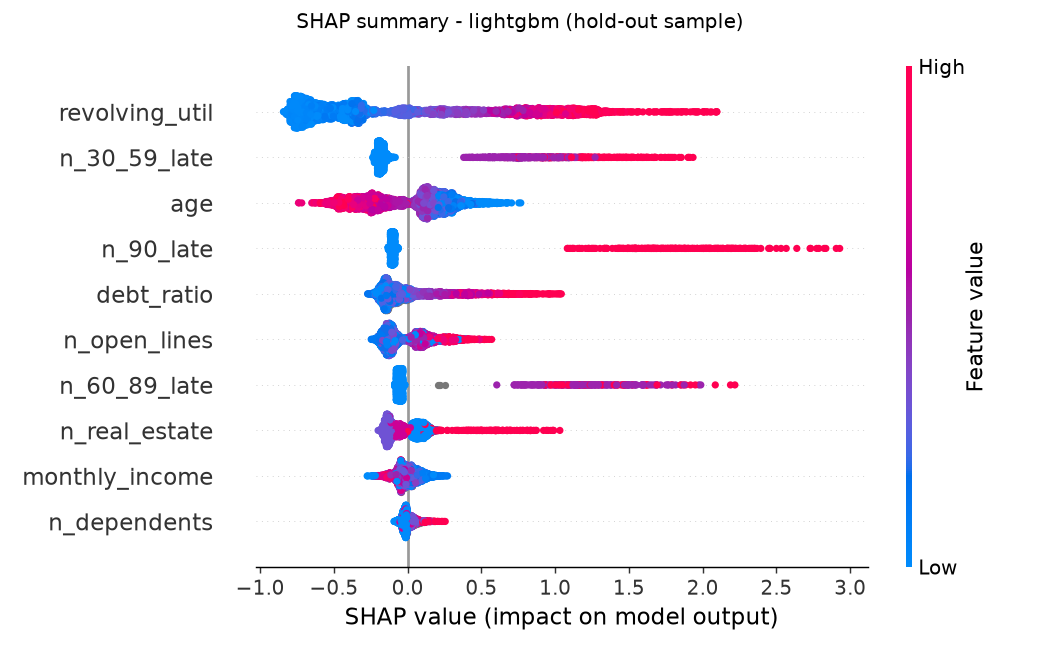 SHAP summary - lightgbm (hold-out sample)
High
revolving_util
n_30_59_late
age
n_90_late
debt_ratio
n_open_lines
n_60_89_late
n_real_estate
monthly_income
n_dependents
Feature value
Low
−1.0 −0.5 0.0 0.5 1.0 1.5 2.0 2.5 3.0
SHAP value (impact on model output)